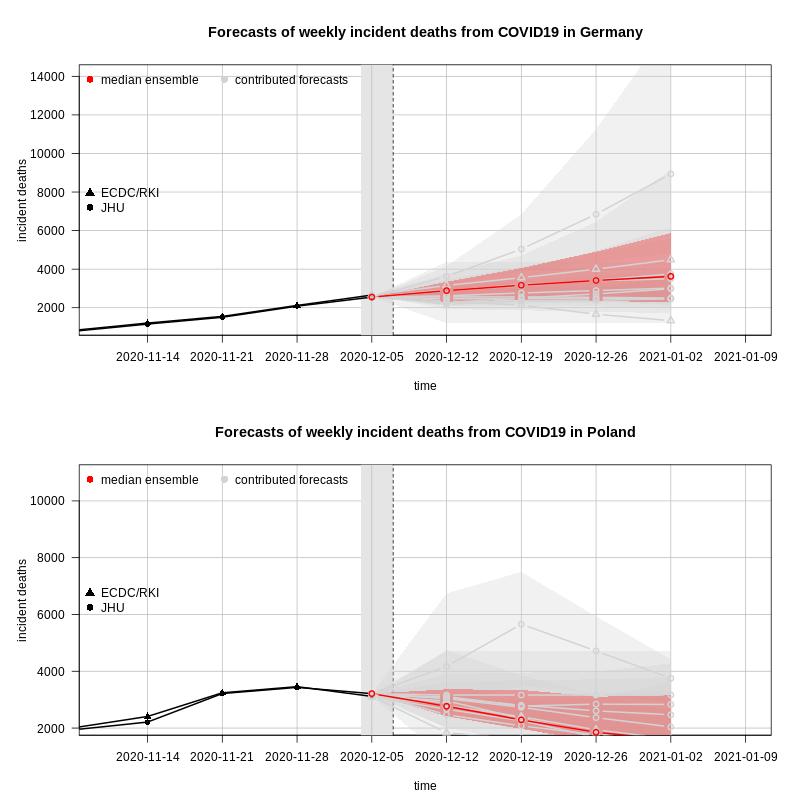 Forecasts of weekly incident deaths from COVID19 in Germany
14000
12000
10000
8000
6000
4000
2000
incident deaths
median ensemble
contributed forecasts
ECDC/RKI
JHU
2020-11-14 2020-11-21 2020-11-28 2020-12-05 2020-12-12 2020-12-19 2020-12-26 2021-01-02 2021-01-09
time
Forecasts of weekly incident deaths from COVID19 in Poland
10000
8000
6000
4000
2000
incident deaths
median ensemble
contributed forecasts
ECDC/RKI
JHU
2020-11-14 2020-11-21 2020-11-28 2020-12-05 2020-12-12 2020-12-19 2020-12-26 2021-01-02 2021-01-09
time